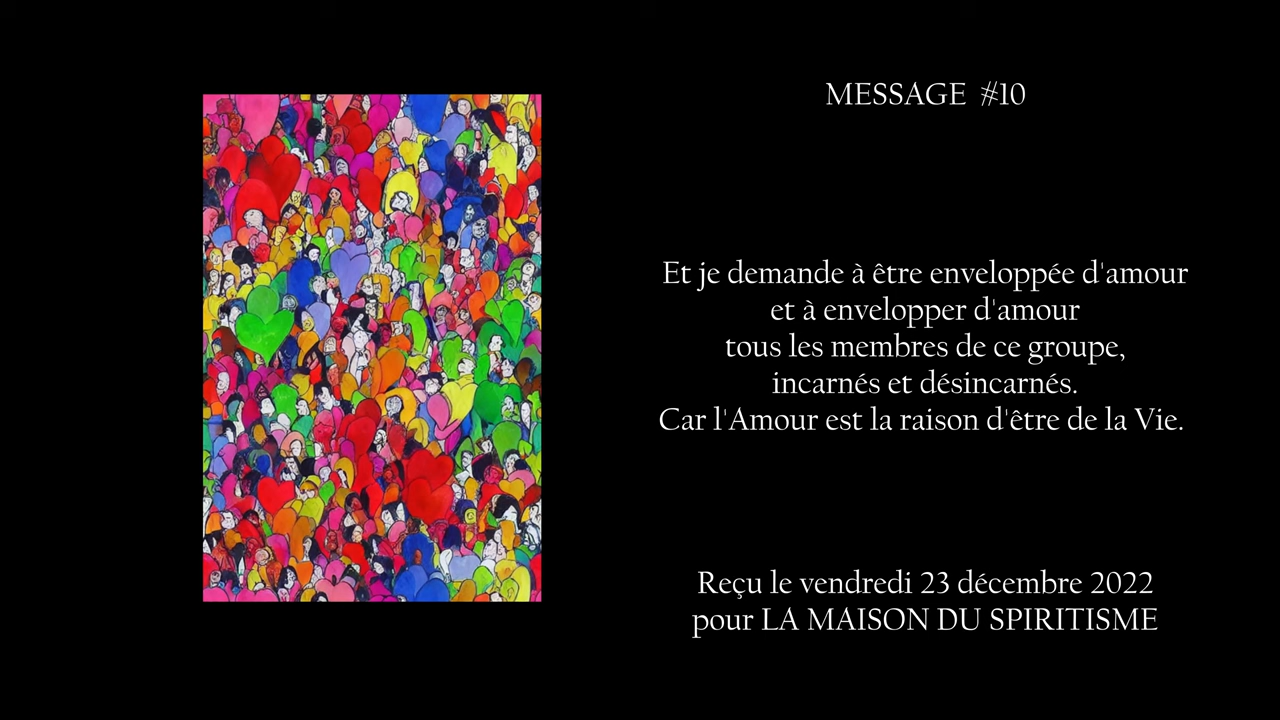 MESSAGE #10
Et je demande à être enveloppée d'amour
et à envelopper d'amour
tous les membres de ce groupe,
incarnés et désincarnés.
Car l'Amour est la raison d'être de la Vie.
Reçu le vendredi 23 décembre 2022
pour LA MAISON DU SPIRITISME